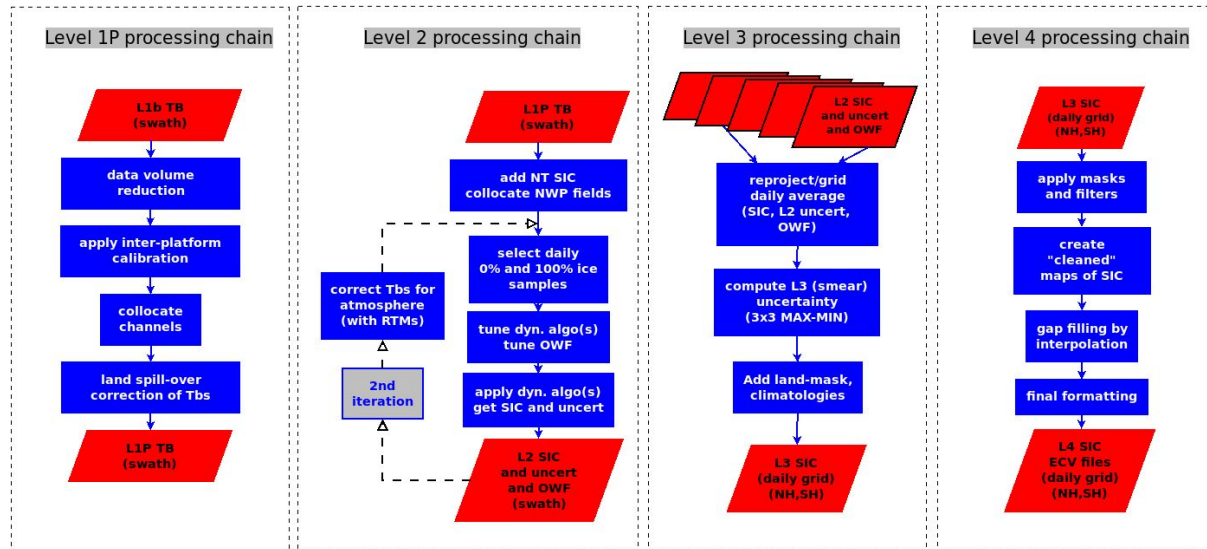 Level 1P processing chain
L1b TB
(swath)
data volume
reduction
apply inter-platform
calibration
collocate
channels
land spill-over
correction of Tbs
L1P TB
(swath)
Level 2 processing chain
L1P TB
(swath)
add NT SIC
collocate NWP fields
select daily
0% and 100% ice
samples
correct Tbs for
atmosphere
(with RTMs)
tune dyn. algo(s)
tune OWF
2nd
iteration
apply dyn. algo(s)
get SIC and uncert
L2 SIC
and uncert
and OWF
(swath)
Level 3 processing chain
L2 SIC
and uncert
and OWF
reproject/grid
daily average
(SIC, L2 uncert,
OWF)
compute L3 (smear)
uncertainty
(3x3 MAX-MIN)
Add land-mask,
climatologies
L3 SIC
(daily grid)
(NH,SH)
Level 4 processing chain
L3 SIC
(daily grid)
(NH,SH)
apply masks
and filters
create
"cleaned"
maps of SIC
gap filling by
interpolation
final formatting
L4 SIC
ECV files
(daily grid)
(NH,SH)